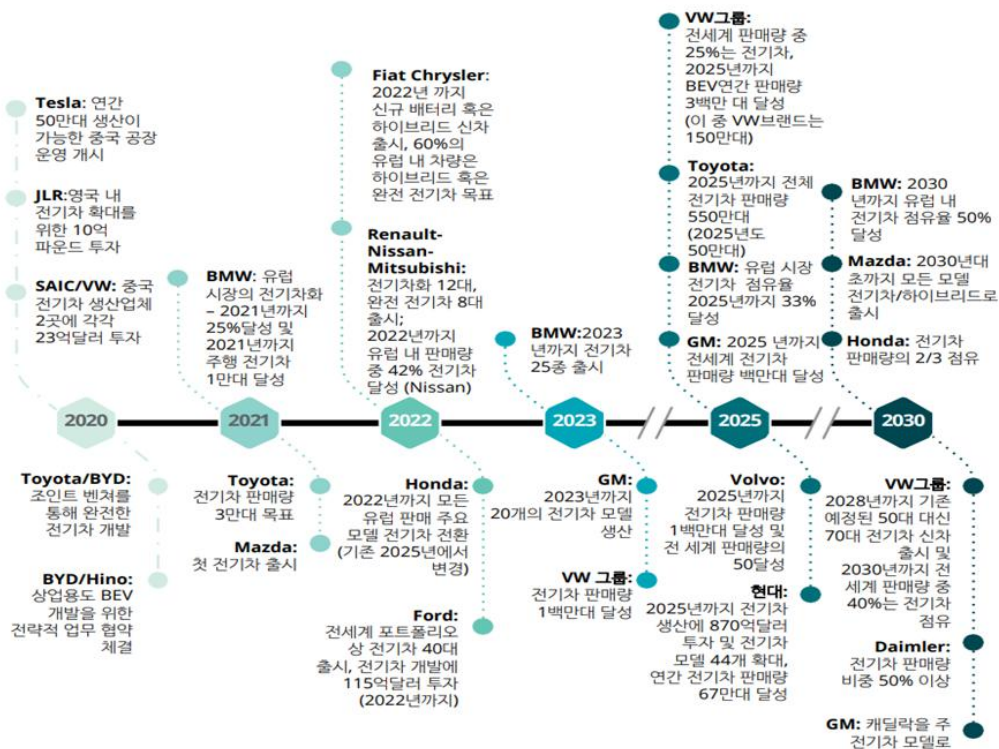 Tesla: 연간
50만대 생산이
가능한 중국 공장
운영 개시
JLR:영국 내
전기차 확대를
위한 10억
파운드 투자
SAIC/VW: 중국
전기차 생산업체
2곳에 각각
23억달러 투자
BMW: 유럽
시장의 전기차화
– 2021년까지
25%달성 및
2021년까지
주행 전기차
1만대 달성
Fiat Chrysler:
2022년 까지
신규 배터리 혹은
하이브리드 신차
출시, 60%의
유럽 내 차량은
하이브리드 혹은
완전 전기차 목표
Renault-
Nissan-
Mitsubishi:
전기차화 12대,
완전 전기차 8대
출시;
2022년까지
유럽 내 판매량
중 42% 전기차
달성 (Nissan)
BMW:2023
년까지 전기차
25종 출시
VW그룹:
전세계 판매량 중
25%는 전기차,
2025년까지
BEV연간 판매량
3백만 대 달성
(이 중 VW브랜드는
150만대)
Toyota:
2025년까지 전체
전기차 판매량
550만대
(2025년도
50만대)
BMW: 유럽 시장
전기차 점유율
2025년까지 33%
달성
GM: 2025 년까지
전세계 전기차
판매량 백만대 달성
BMW: 2030
년까지 유럽 내
전기차 점유율 50%
달성
Mazda: 2030년대
초까지 모든 모델
전기차/하이브리드로
출시
Honda: 전기차
판매량의 2/3 점유
2020
2021
2022
2023
2025
2030
Toyota/BYD:
조인트 벤쳐를
통해 완전한
전기차 개발
BYD/Hino:
상업용도 BEV
개발을 위한
전략적 업무 협약
체결
Toyota:
전기차 판매량
3만대 목표
Mazda:
첫 전기차 출시
Honda:
2022년까지 모든
유럽 판매 주요
모델 전기차 전환
(기존 2025년에서
변경)
Ford:
전세계 포트폴리오
상 전기차 40대
출시, 전기차 개발에
115억달러 투자
(2022년까지)
GM:
2023년까지
20개의 전기차 모델
생산
VW 그룹:
전기차 판매량
1백만대 달성
Volvo:
2025년까지
전기차 판매량
1백만대 달성 및
전 세계 판매량의
50달성
현대:
2025년까지 전기차
생산에 870억달러
투자 및 전기차
모델 44개 확대,
연간 전기차 판매량
67만대 달성
VW그룹:
2028년까지 기존
예정된 50대 대신
70대 전기차 신차
출시 및
2030년까지 전
세계 판매량 중
40%는 전기차
점유
Daimler:
전기차 판매량
비중 50% 이상
GM: 캐딜락을 주
전기차 모델로